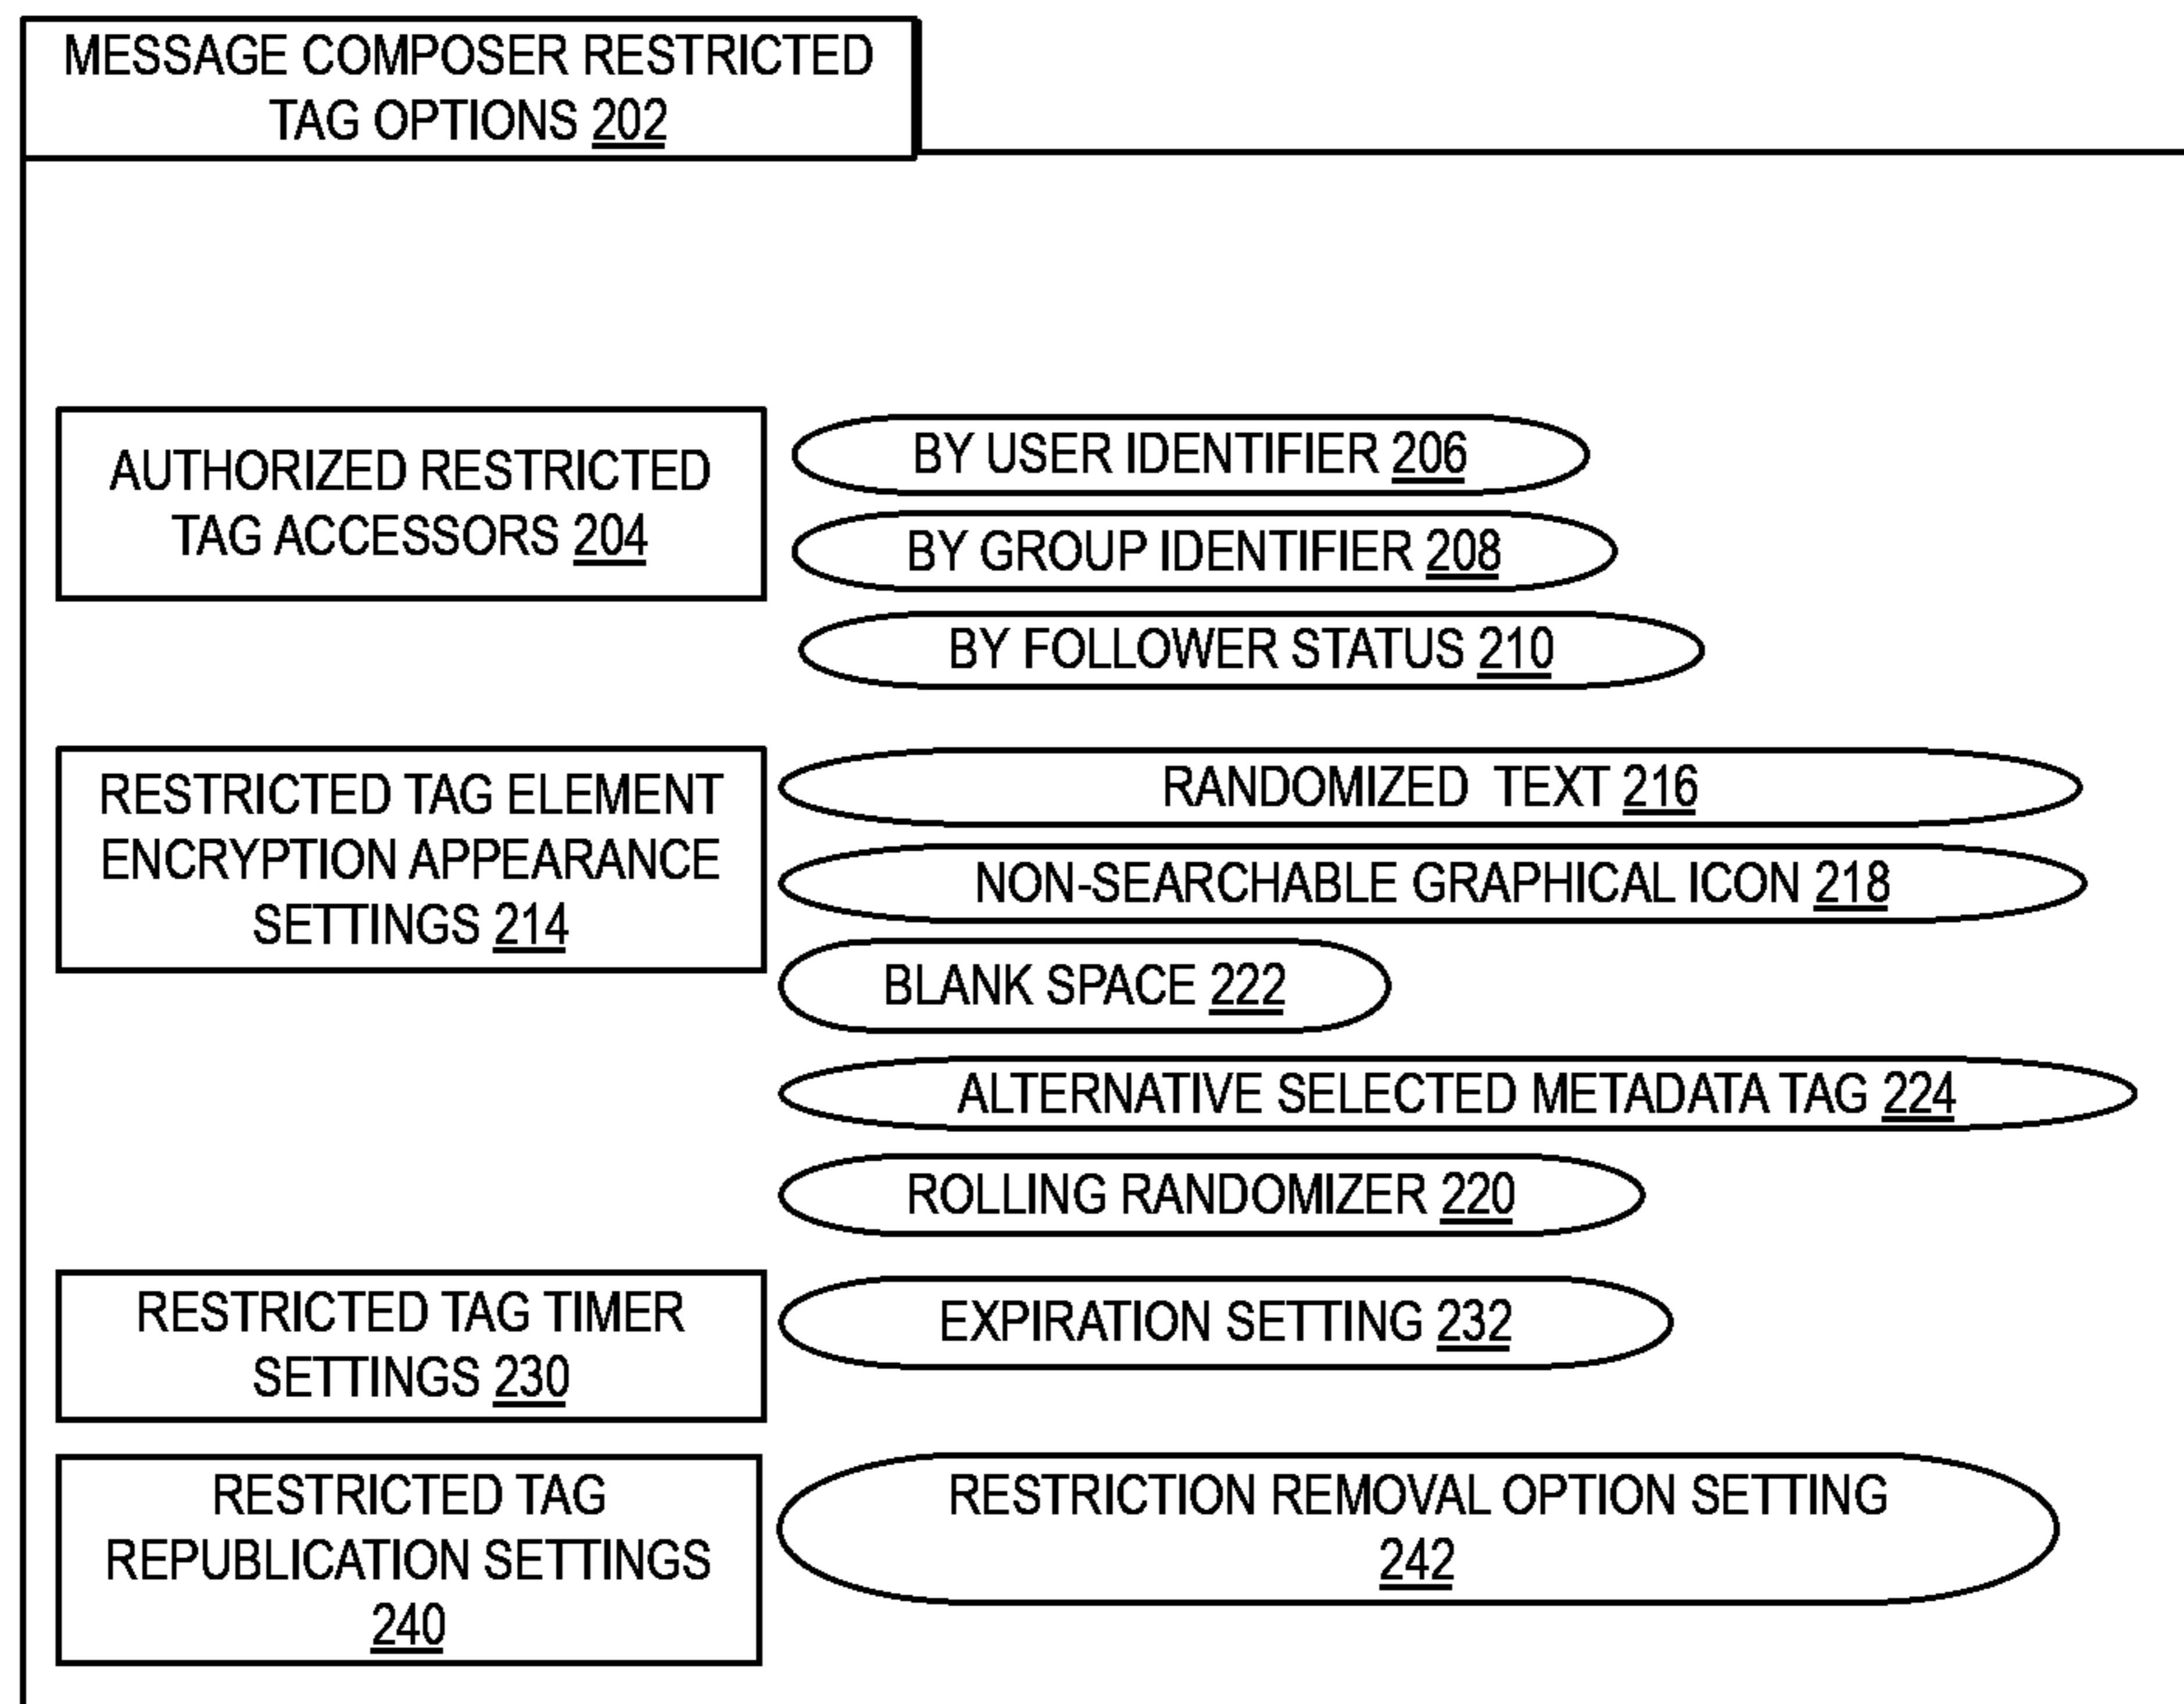 MESSAGE COMPOSER RESTRICTED
TAG OPTIONS 202
AUTHORIZED RESTRICTED
TAG ACCESSORS 204
BY USER IDENTIFIER 206
BY GROUP IDENTIFIER 208
BY FOLLOWER STATUS 210
RESTRICTED TAG ELEMENT
ENCRYPTION APPEARANCE
SETTINGS 214
RANDOMIZED TEXT 216
NON-SEARCHABLE GRAPHICAL ICON 218
BLANK SPACE 222
ALTERNATIVE SELECTED METADATA TAG 224
ROLLING RANDOMIZER 220
RESTRICTED TAG TIMER
SETTINGS 230
EXPIRATION SETTING 232
RESTRICTED TAG
REPUBLICATION SETTINGS
240
RESTRICTION REMOVAL OPTION SETTING
242